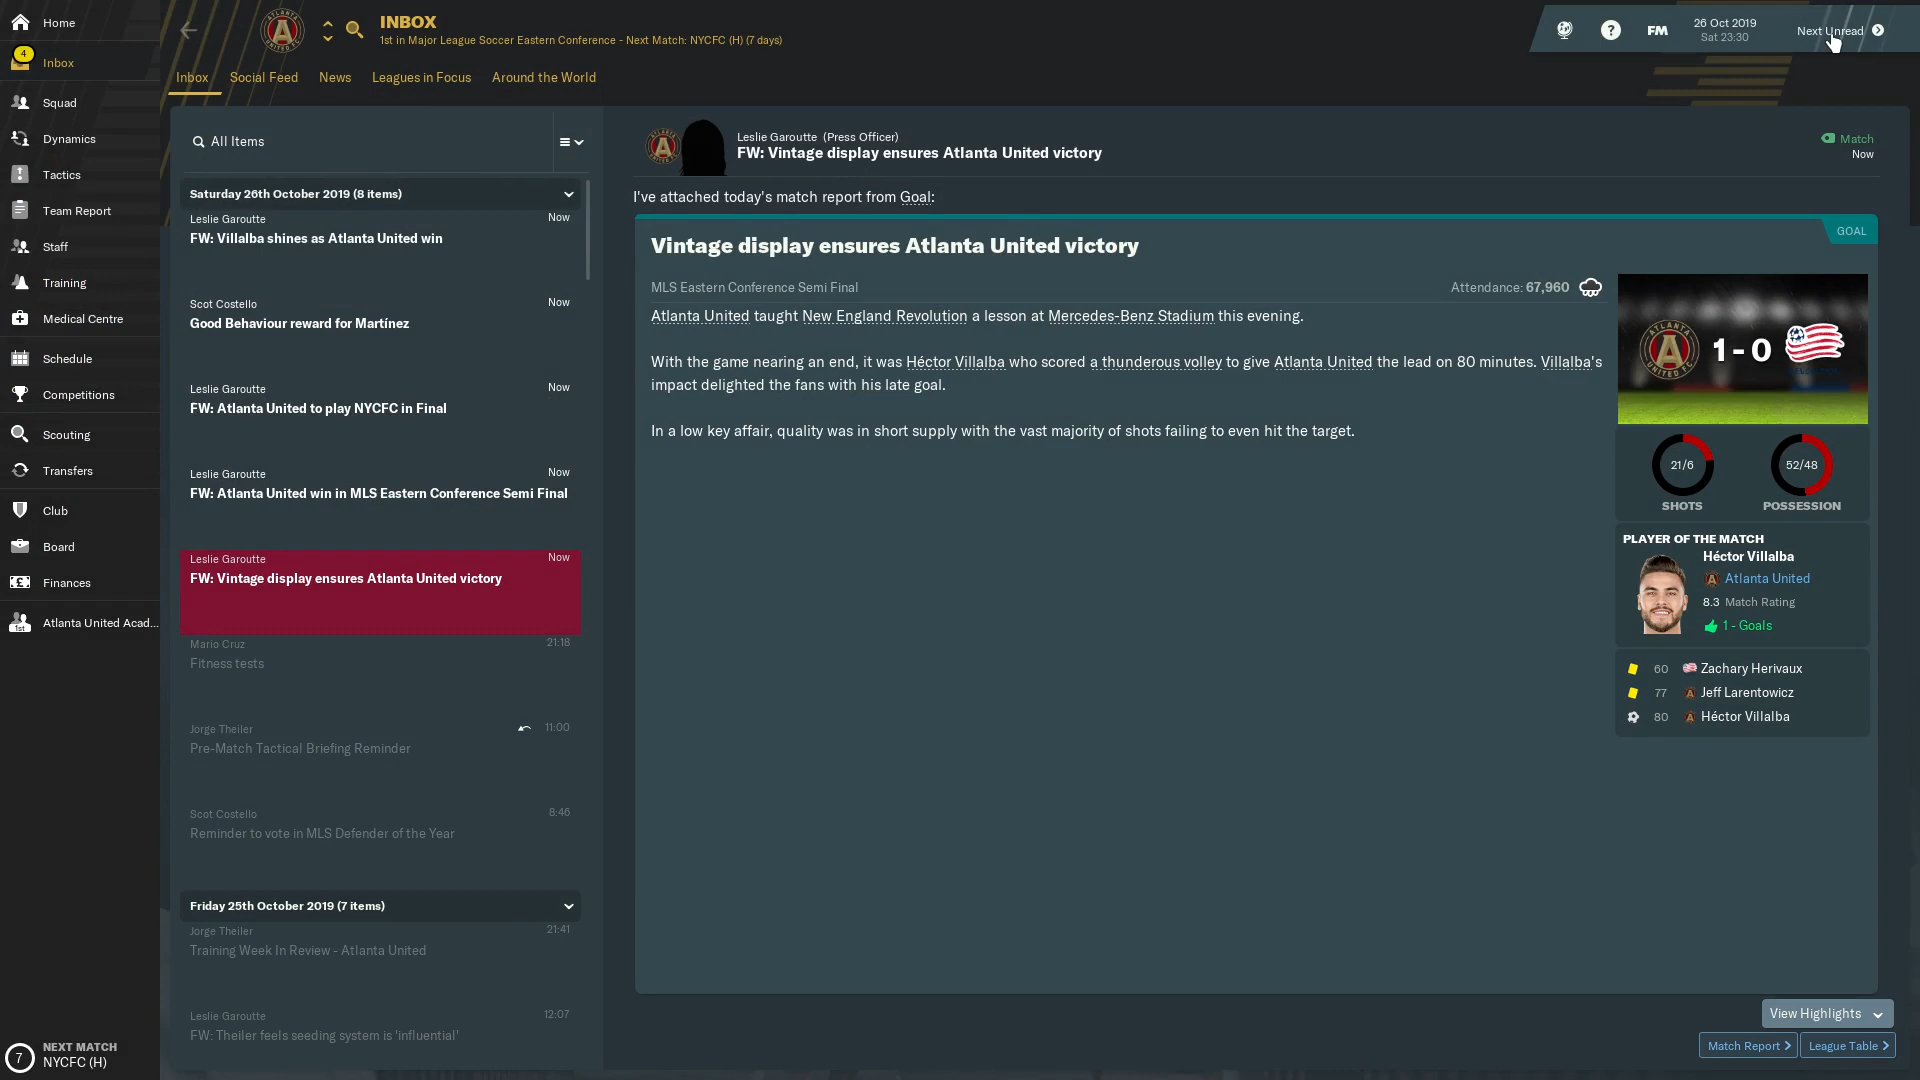 Home
4
Inbox
Squad
Dynamics
Tactics
Team Report
Staff
Training
Medical Centre
Schedule
Competitions
Scouting
Transfers
Club
Board
Finances
1st
Atlanta United Acad...
7
NEXT MATCH
NYCFC (H)
INBOX
1st in Major League Soccer Eastern Conference - Next Match: NYCFC (H) (7 days)
?
FM
26 Oct 2019
Sat 23:30
Next Unread
Inbox
Social Feed
News
Leagues in Focus
Around the World
All Items
Saturday 26th October 2019 (8 items)
Leslie Garoutte
Now
FW: Villalba shines as Atlanta United win
Scot Costello
Now
Good Behaviour reward for Martínez
Leslie Garoutte
Now
FW: Atlanta United to play NYCFC in Final
Leslie Garoutte
Now
FW: Atlanta United win in MLS Eastern Conference Semi Final
Leslie Garoutte
Now
FW: Vintage display ensures Atlanta United victory
Mario Cruz
21:18
Fitness tests
Jorge Theiler
11:00
Pre-Match Tactical Briefing Reminder
Scot Costello
8:46
Reminder to vote in MLS Defender of the Year
Friday 25th October 2019 (7 items)
Jorge Theiler
21:41
Training Week In Review - Atlanta United
Leslie Garoutte
12:07
FW: Theiler feels seeding system is 'influential'
Leslie Garoutte (Press Officer)
FW: Vintage display ensures Atlanta United victory
Match
Now
I've attached today's match report from Goal:
GOAL
Vintage display ensures Atlanta United victory
MLS Eastern Conference Semi Final
Attendance: 67,960
Atlanta United taught New England Revolution a lesson at Mercedes-Benz Stadium this evening.
With the game nearing an end, it was Héctor Villalba who scored a thunderous volley to give Atlanta United the lead on 80 minutes. Villalba's
impact delighted the fans with his late goal.
In a low key affair, quality was in short supply with the vast majority of shots failing to even hit the target.
1 - 0
21/6
SHOTS
52/48
POSSESSION
PLAYER OF THE MATCH
Héctor Villalba
Atlanta United
8.3 Match Rating
1 - Goals
60 Zachary Herivaux
77 Jeff Larentowicz
80 Héctor Villalba
View Highlights
Match Report
League Table